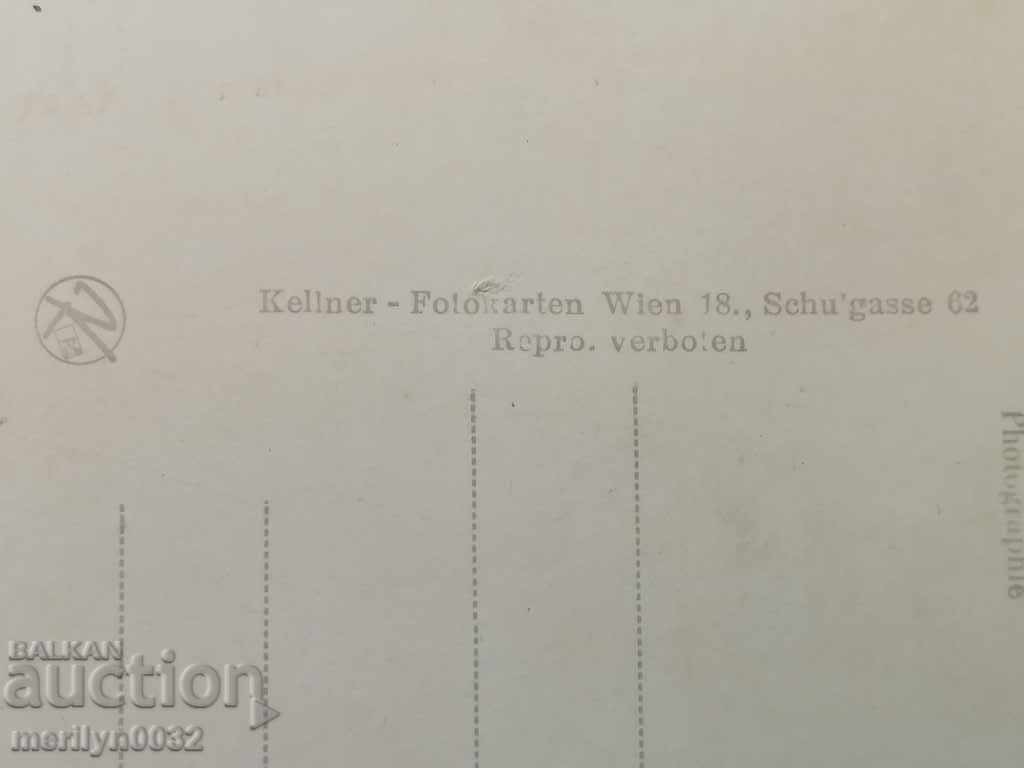 Kellner - Fotokarten Wien 18., Schu'gasse 62
Repro. verboten
Photographie
BALKAN
auction
merilyn0032